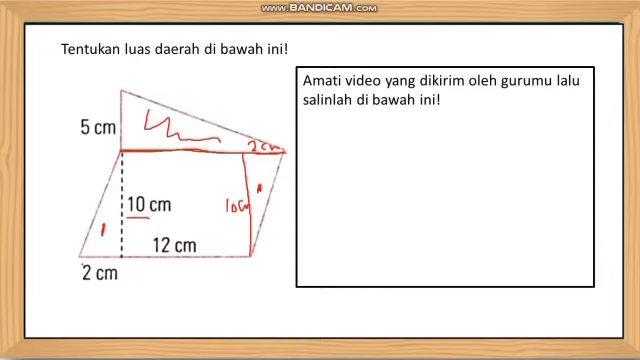 www.BANDICAM.com
Tentukan luas daerah di bawah ini!
Amati video yang dikirim oleh gurumu lalu
salinlah di bawah ini!
5 cm
2 cm
10 cm
10 cm
12 cm
2 cm